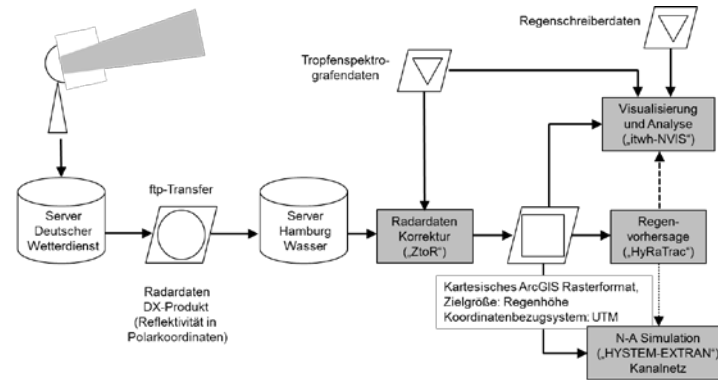 Regenschreiberdaten
Tropfenspektro-
grafendaten
Visualisierung
und Analyse
(„itwh-NVIS“)
ftp-Transfer
Server
Deutscher
Wetterdienst
Server
Hamburg
Wasser
Radardaten
Korrektur
(„ZtoR“)
Regen-
vorhersage
(„HyRaTrac“)
Radardaten
DX-Produkt
(Reflektivität in
Polarkoordinaten)
Kartesisches ArcGIS Rasterformat,
Zielgröße: Regenhöhe
Koordinatenbezugsystem: UTM
N-A Simulation
(„HYSTEM-EXTRAN“)
Kanalnetz